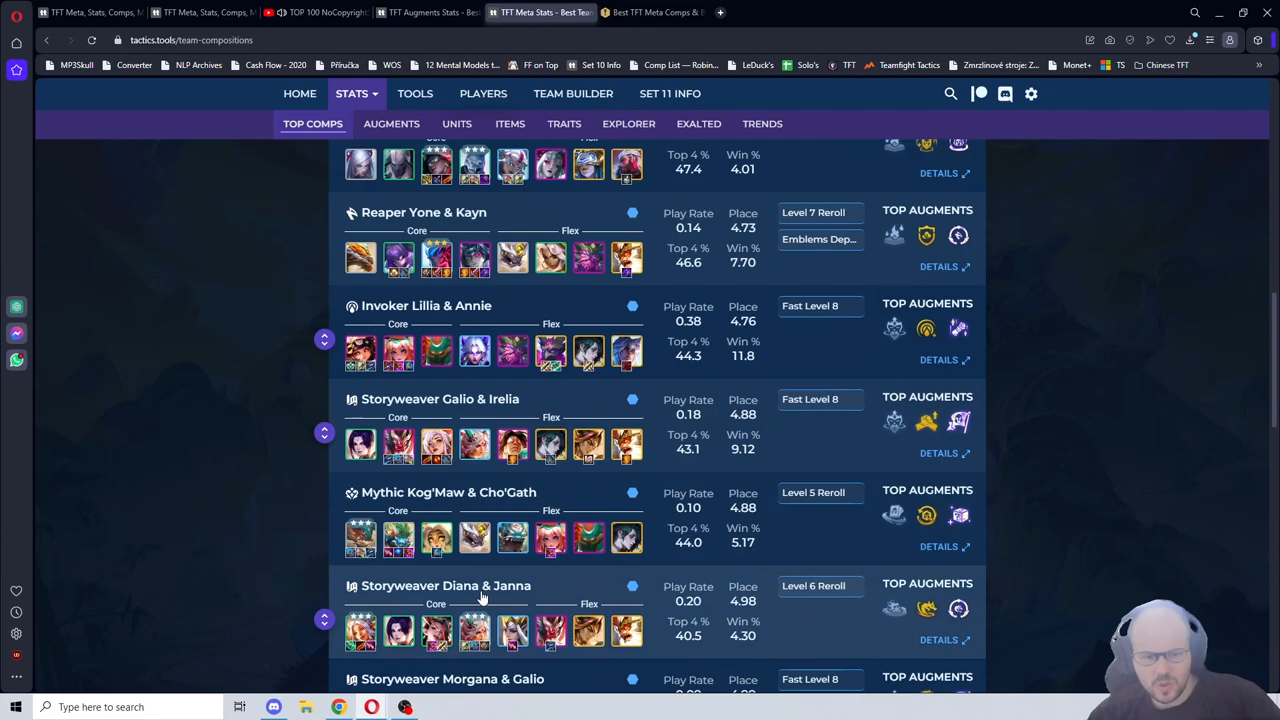 TFT Meta, Stats, Comps, M
TFT Meta, Stats, Comps, M
TOP 100 NoCopyright
TFT Augments Stats - Bes
TFT Meta Stats - Best Tean
Best TFT Meta Comps & B
tactics.tools/team-compositions
MP3Skull
Converter
NLP Archives
Cash Flow - 2020
Příručka
WOS
12 Mental Models t...
FF on Top
Set 10 Info
Comp List — Robin...
LeDuck's
Solo's
TFT
Teamfight Tactics
Zmrzlinové stroje: Z...
Monet+
TS
Chinese TFT
HOME
STATS
TOOLS
PLAYERS
TEAM BUILDER
SET 11 INFO
TOP COMPS
AUGMENTS
UNITS
ITEMS
TRAITS
EXPLORER
EXALTED
TRENDS
Core
Flex
Top 4 %
47.4
Win %
4.01
DETAILS
Reaper Yone & Kayn
Core
Flex
Play Rate
0.14
Place
4.73
Top 4 %
46.6
Win %
7.70
Level 7 Reroll
Emblems Dep...
TOP AUGMENTS
DETAILS
Invoker Lillia & Annie
Core
Flex
Play Rate
0.38
Place
4.76
Top 4 %
44.3
Win %
11.8
Fast Level 8
TOP AUGMENTS
DETAILS
Storyweaver Galio & Irelia
Core
Flex
Play Rate
0.18
Place
4.88
Top 4 %
43.1
Win %
9.12
Fast Level 8
TOP AUGMENTS
DETAILS
Mythic Kog'Maw & Cho'Gath
Core
Flex
Play Rate
0.10
Place
4.88
Top 4 %
44.0
Win %
5.17
Level 5 Reroll
TOP AUGMENTS
DETAILS
Storyweaver Diana & Janna
Core
Flex
Play Rate
0.20
Place
4.98
Top 4 %
40.5
Win %
4.30
Level 6 Reroll
TOP AUGMENTS
DETAILS
Storyweaver Morgana & Galio
Play Rate
Place
Fast Level 8
TOP AUGMENTS
Type here to search